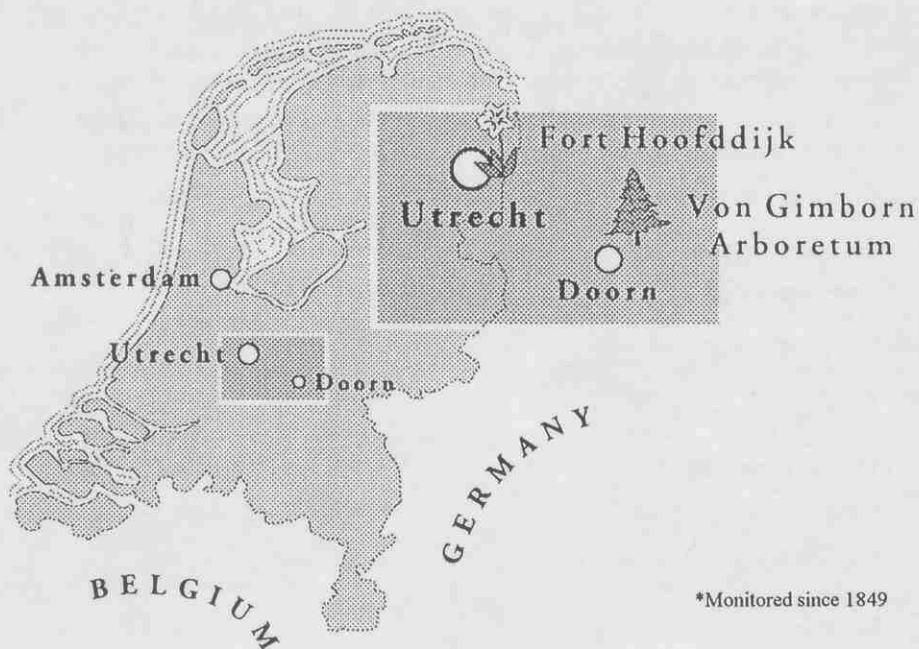 Fort Hoofddijk
Utrecht
Von Gimborn
Arboretum
Doorn
Amsterdam
Utrecht
Doorn
GERMANY
BELGIUM
*Monitored since 1849